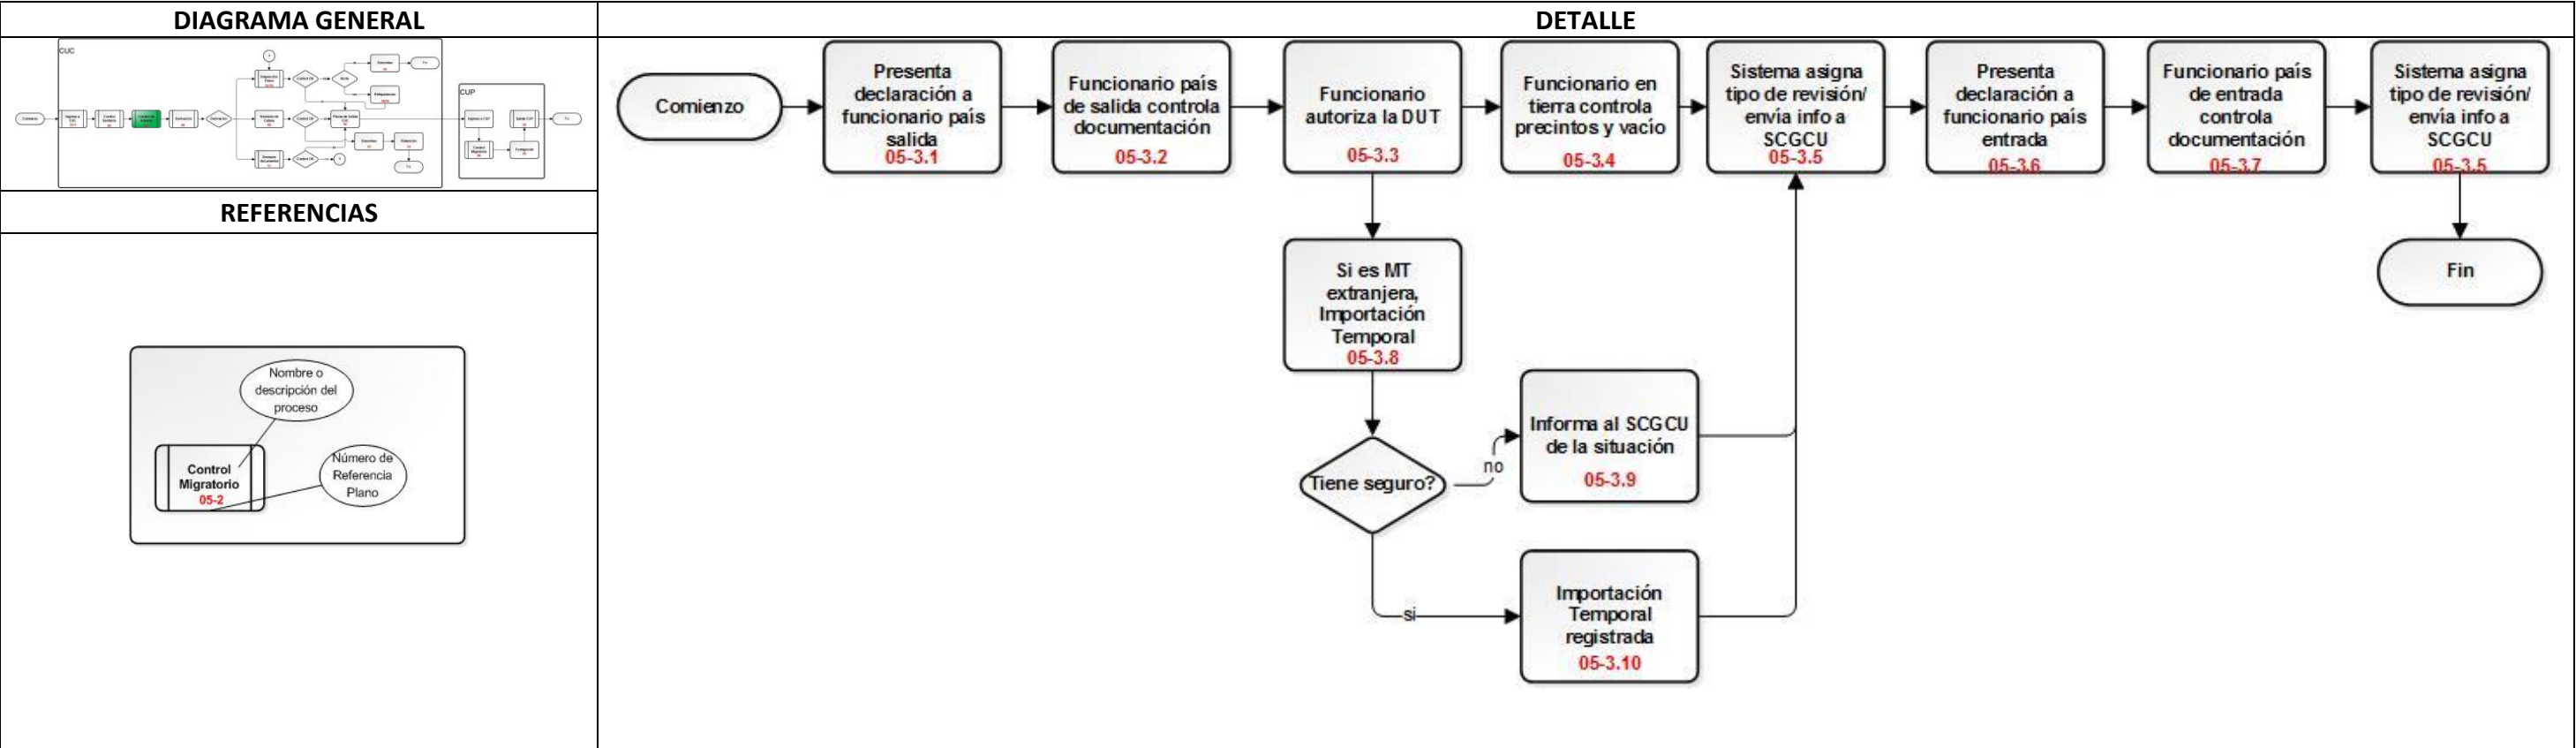 DIAGRAMA GENERAL
CUC
CUP
REFERENCIAS
Nombre o
descripción del
proceso
Control
Migratorio
05-2
Número de
Referencia
Plano
DETALLE
Comienzo
Presenta
declaración a
funcionario país
salida
05-3.1
Funcionario país
de salida controla
documentación
05-3.2
Funcionario
autoriza la DUT
05-3.3
Funcionario en
tierra controla
precintos y vacío
05-3.4
Sistema asigna
tipo de revisión/
envía info a
SCGCU
05-3.5
Presenta
declaración a
funcionario país
entrada
05-3.6
Funcionario país
de entrada
controla
documentación
05-3.7
Sistema asigna
tipo de revisión/
envía info a
SCGCU
05-3.5
Fin
Si es MT
extranjera,
Importación
Temporal
05-3.8
Tiene seguro?
no
Informa al SCGCU
de la situación
05-3.9
si
Importación
Temporal
registrada
05-3.10